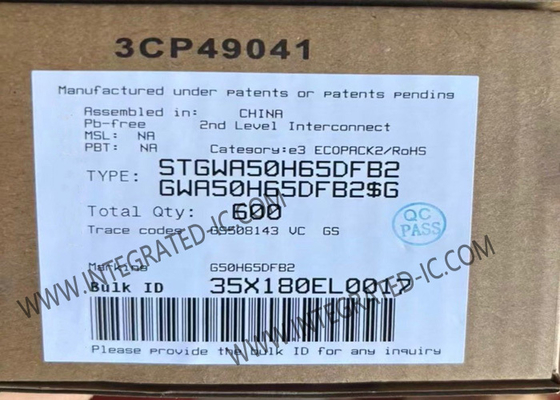 3CP49041
Manufactured under patents or patents pending
Assembled in: CHINA
Pb-free 2nd Level Interconnect
MSL: NA
PBT: NA Category: e3 ECOPACK2/RoHS
TYPE: STGWA50H65DFB2
GWA50H65DFB2$G
Total Qty: 600
Trace codes GS508143 VC GS
QC
PASS
Marking G50H65DFB2
Bulk ID
Please provide the bulk ID for any inquiry
WWW.INTEGRATED-IC.COM
WWW.INTEGRATED-IC.COM